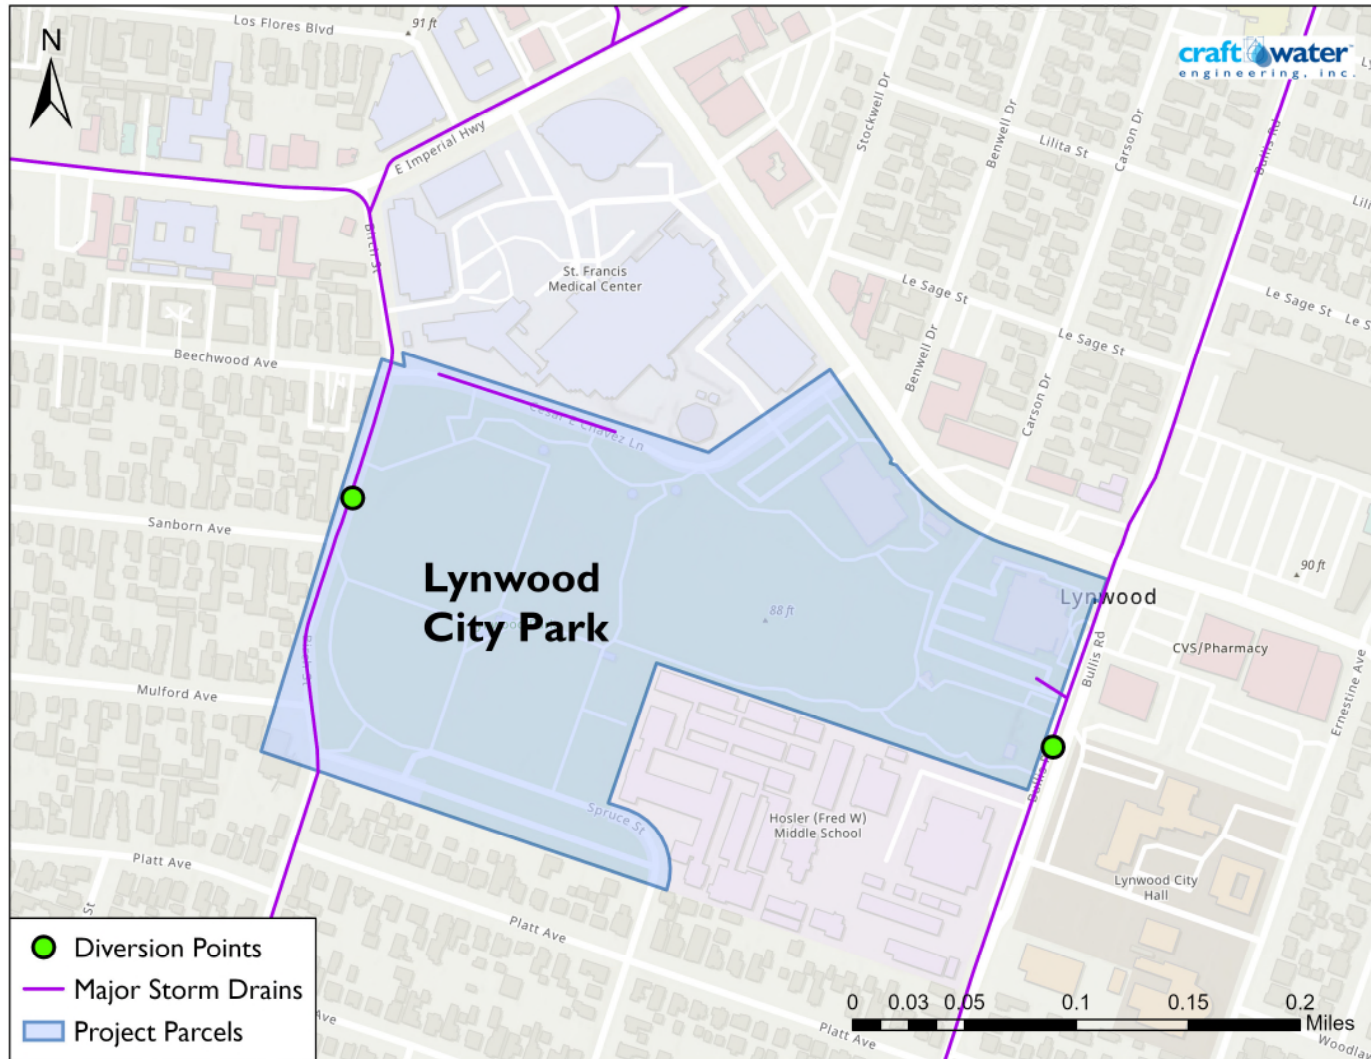 Los Flores Blvd
91 ft
N
craft water
engineering, inc.
E Imperial Hwy
Stockwell Dr
Benwell Dr
Lilita St
Carson Dr
Bullis Rd
Birch St
St. Francis
Medical Center
Le Sage St
Le Sage St
Le Sage St
Beechwood Ave
Benwell Dr
Carson Dr
Cesar E Chavez Ln
Sanborn Ave
Lynwood
City Park
88 ft
90 ft
Lynwood
CVS/Pharmacy
Bullis Rd
Ernestine Ave
Birch St
Mulford Ave
Spruce St
Hosler (Fred W)
Middle School
Lynwood City
Hall
Platt Ave
St
Platt Ave
Platt Ave
Ave
Diversion Points
Major Storm Drains
Project Parcels
0 0.03 0.05 0.1 0.15 0.2
Miles